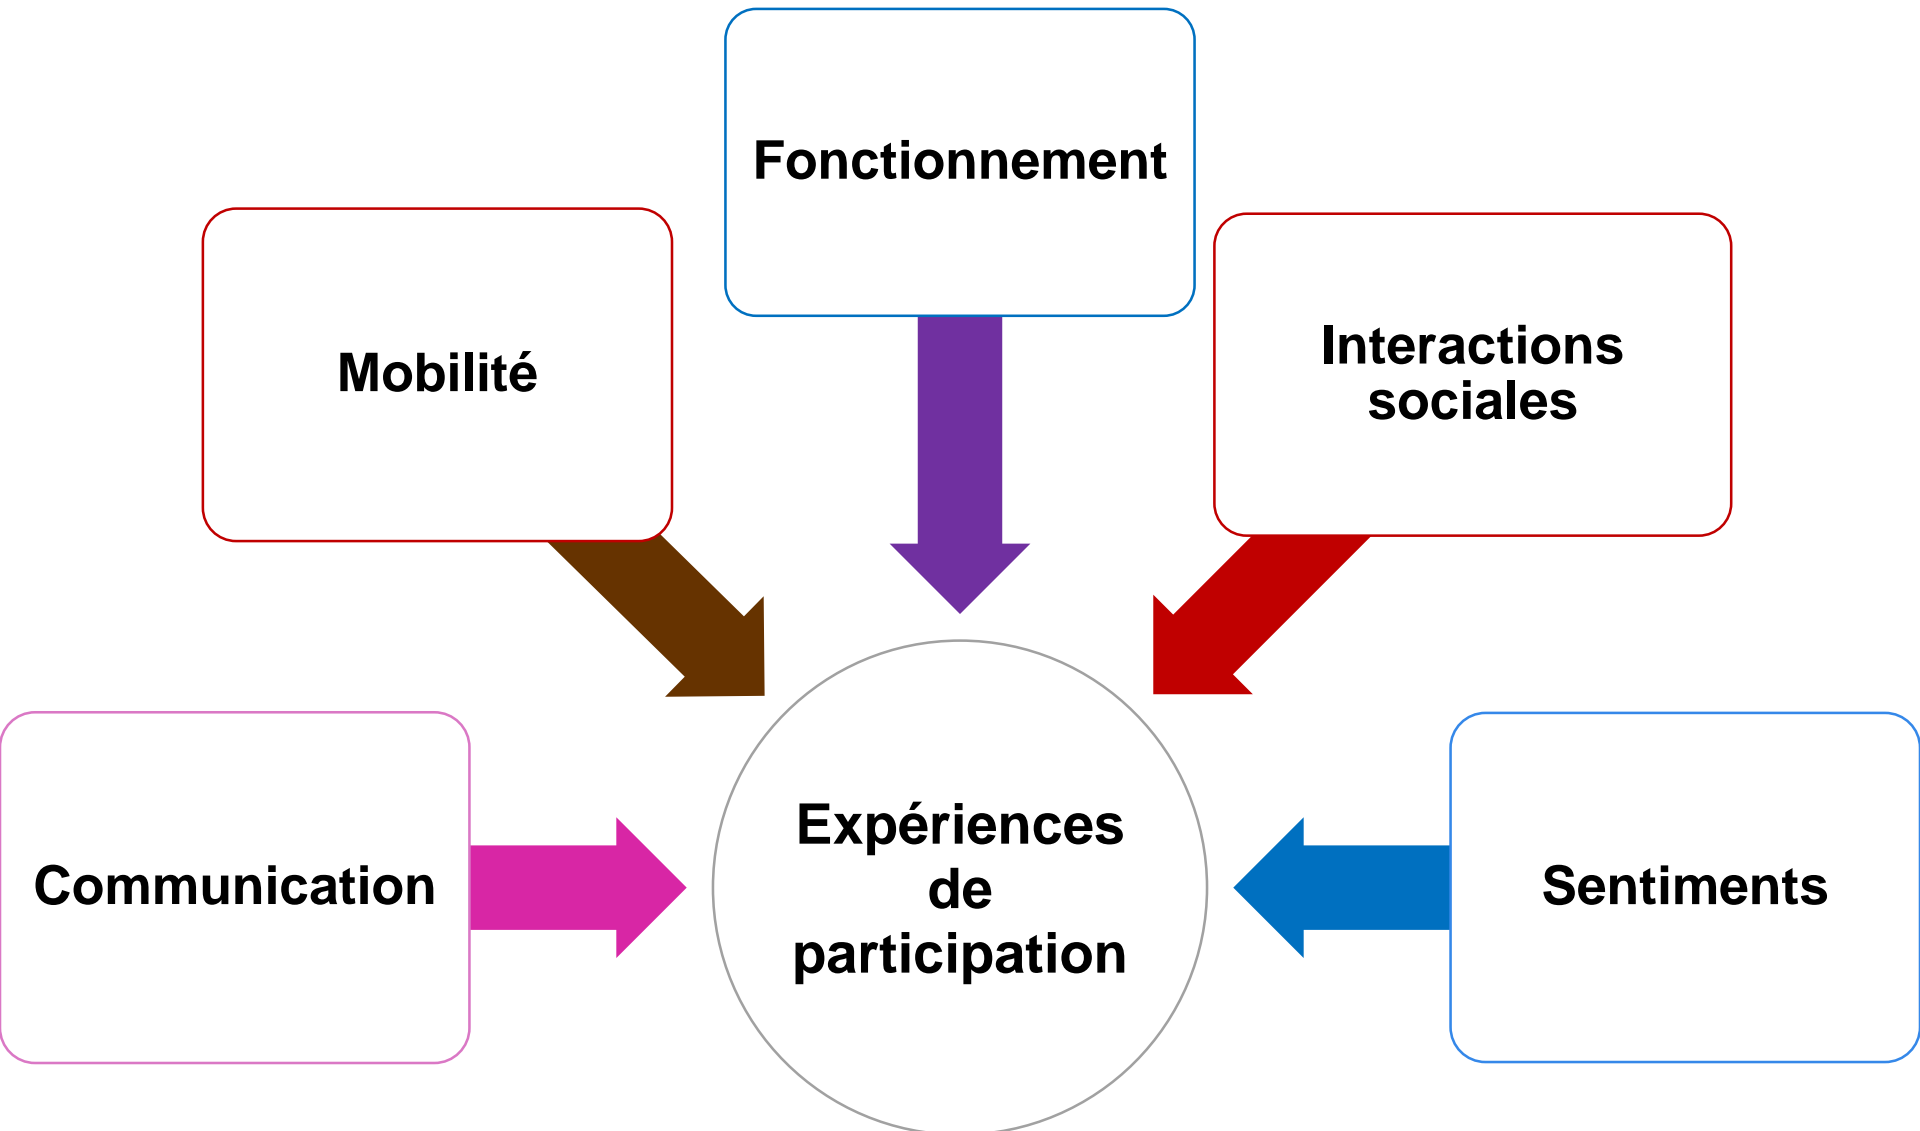 Fonctionnement
Mobilité
Interactions
sociales
Communication
Expériences
de
participation
Sentiments